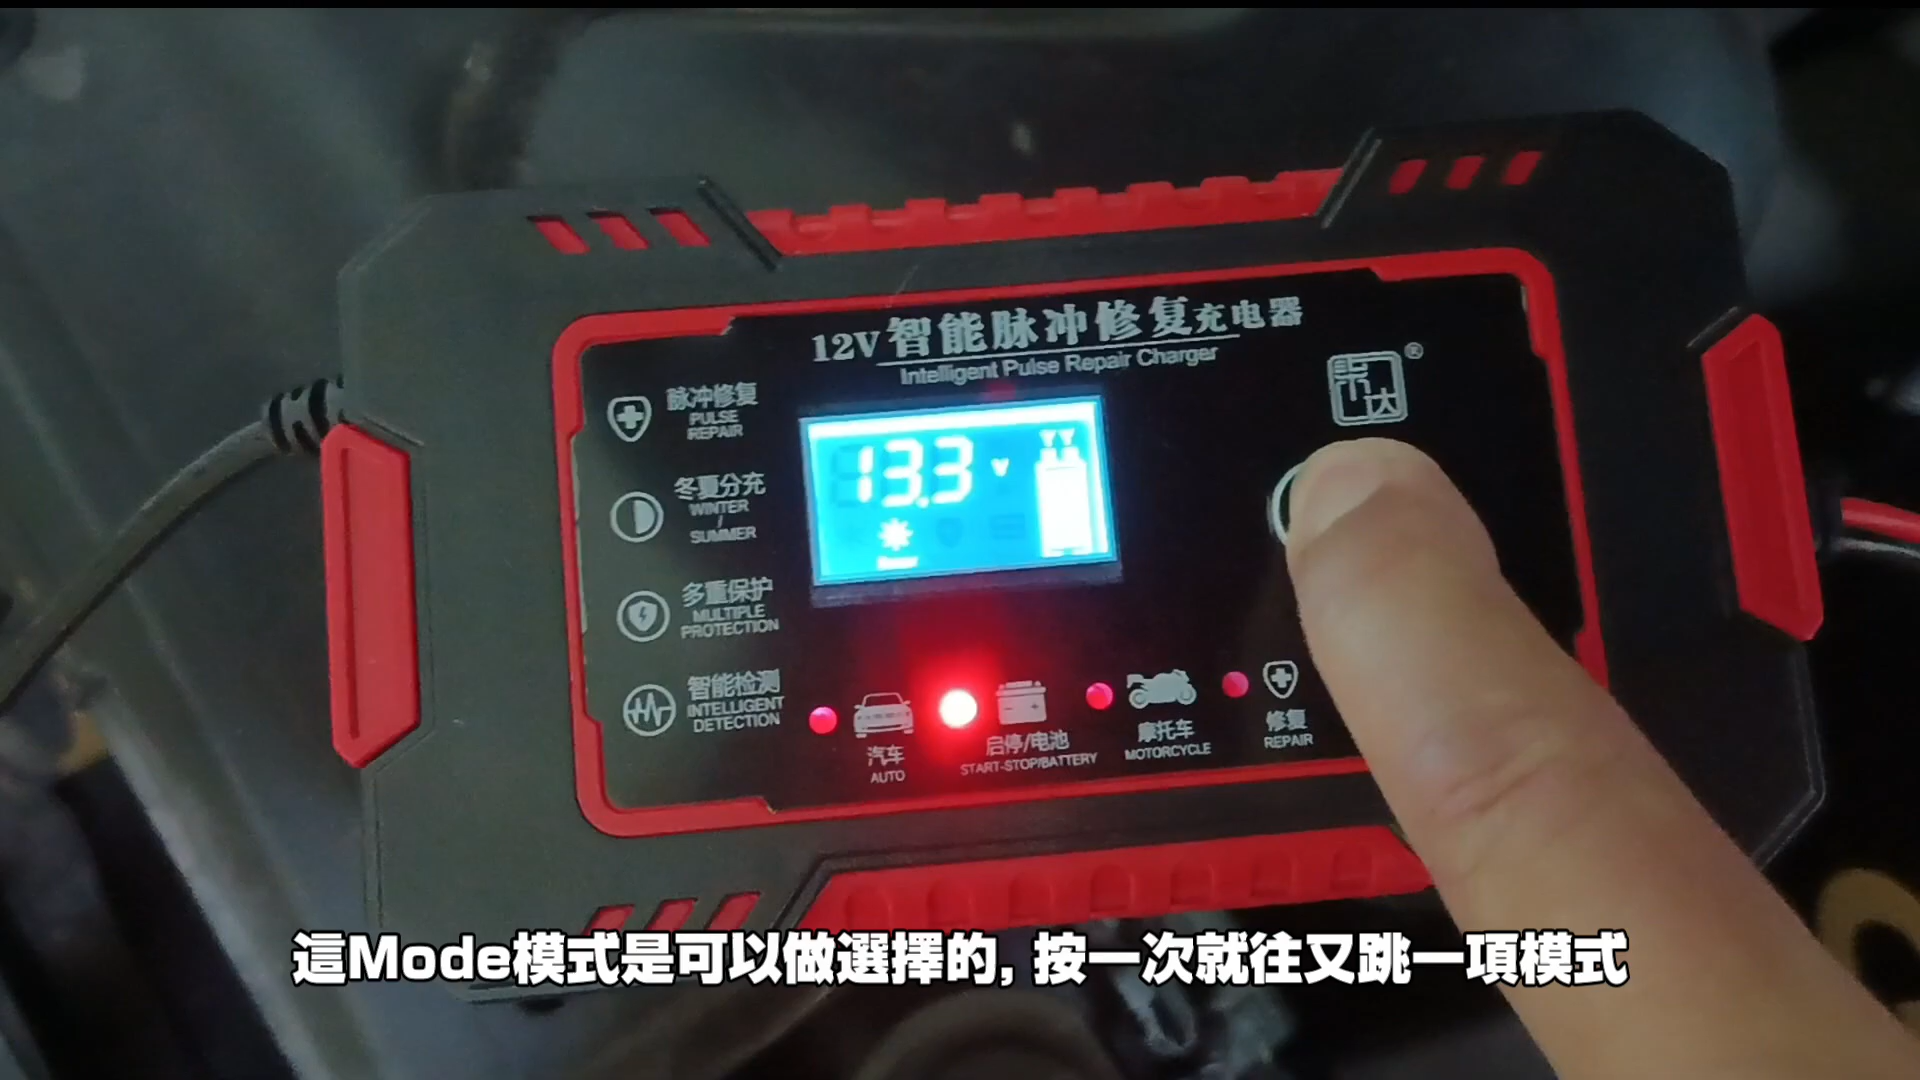 12V智能脉冲修复充电器
Intelligent Pulse Repair Charger
®
脉冲修复
PULSE
REPAIR
冬夏分充
WINTER
/
SUMMER
多重保护
MULTIPLE
PROTECTION
智能检测
INTELLIGENT
DETECTION
13.3 V
汽车
AUTO
启停/电池
START-STOP/BATTERY
摩托车
MOTORCYCLE
修复
REPAIR
這Mode模式是可以做選擇的, 按一次就往又跳一項模式